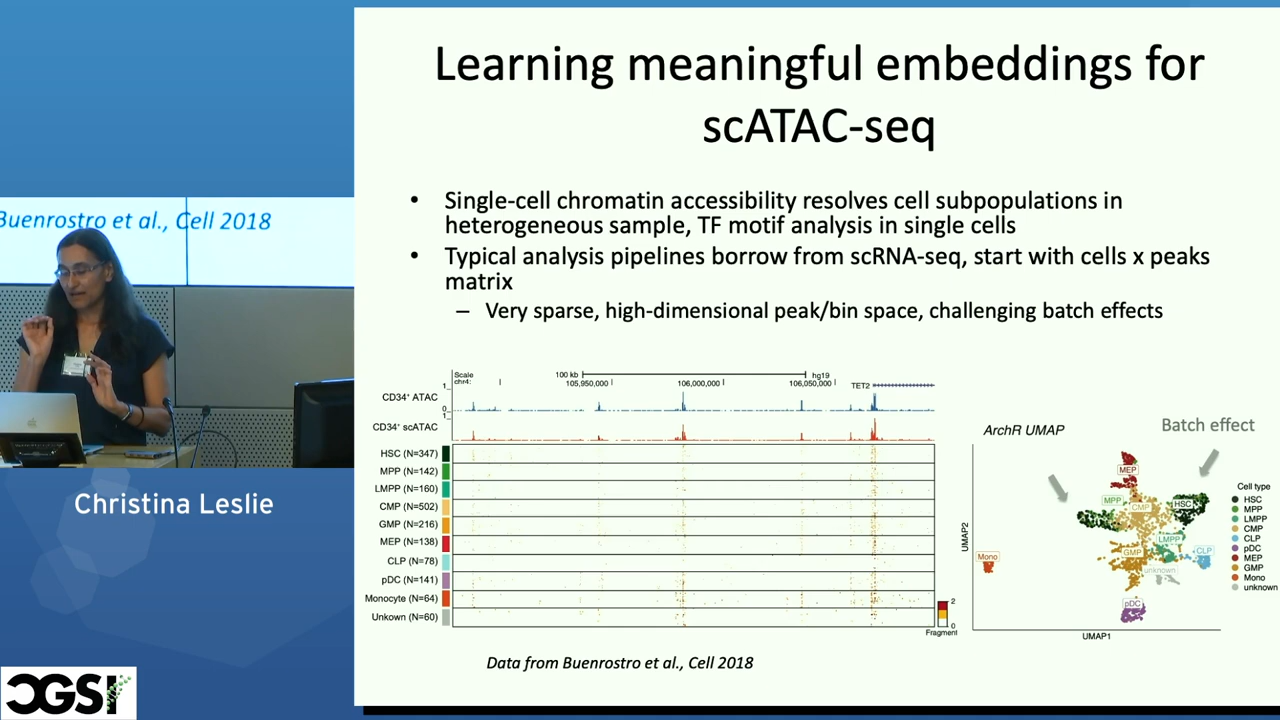 Learning meaningful embeddings for
scATAC-seq
• Single-cell chromatin accessibility resolves cell subpopulations in
heterogeneous sample, TF motif analysis in single cells
• Typical analysis pipelines borrow from scRNA-seq, start with cells x peaks
matrix
– Very sparse, high-dimensional peak/bin space, challenging batch effects
Buenrostro et al., Cell 2018
Scale
100 kb
hg19
chr4:
105,950,000
106,000,000
106,050,000
TET2
1
CD34+ ATAC
0
1
CD34+ scATAC
HSC (N=347)
MPP (N=142)
LMPP (N=160)
CMP (N=502)
GMP (N=216)
MEP (N=138)
CLP (N=78)
pDC (N=141)
Monocyte (N=64)
Unkown (N=60)
2
0
Fragment
Data from Buenrostro et al., Cell 2018
ArchR UMAP
Batch effect
MEP
MPP
CMP
HSC
LMPP
GMP
CLP
unknown
Mono
pDC
UMAP2
UMAP1
Cell type
HSC
MPP
LMPP
CMP
CLP
pDC
MEP
GMP
Mono
unknown
Christina Leslie
CGSI